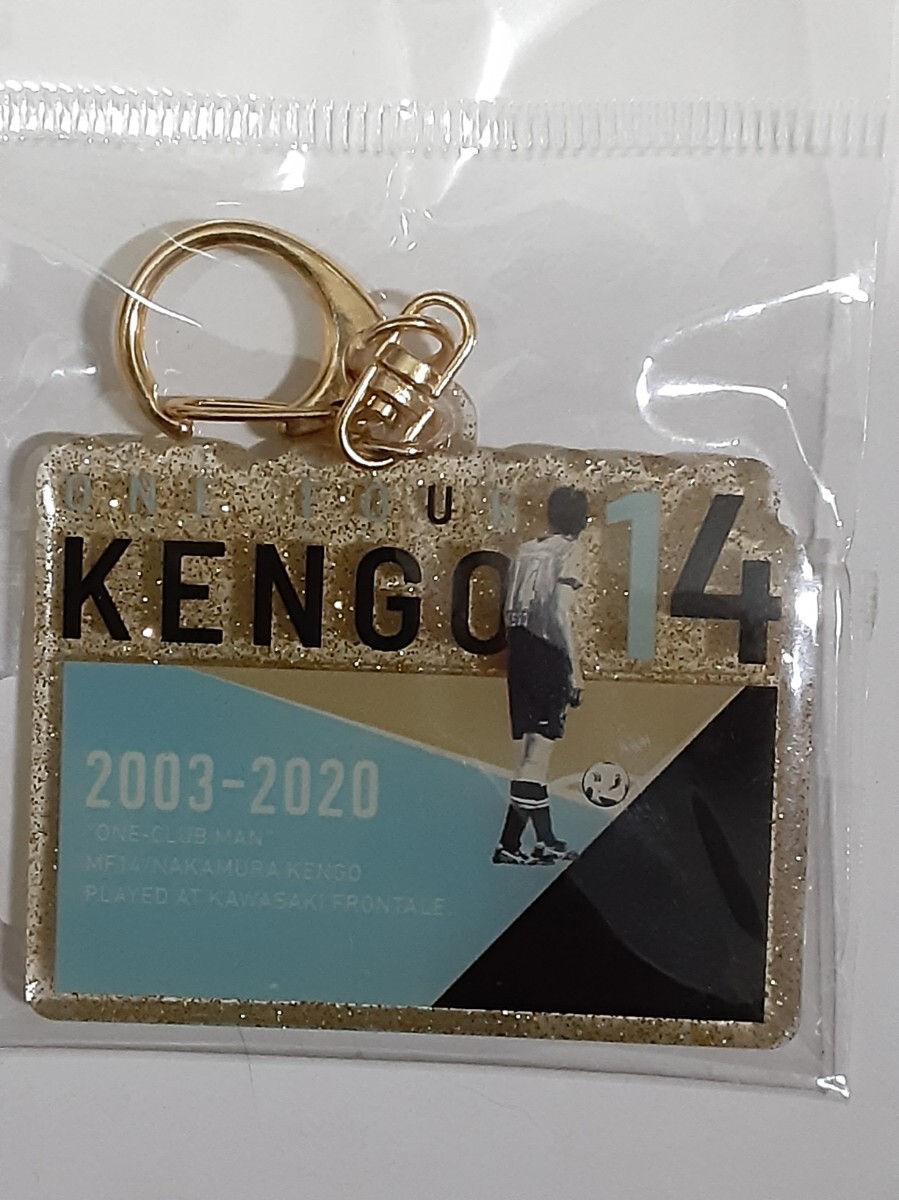 ONE FOUR
KENGO 14
2003-2020
"ONE-CLUB MAN"
MF14 NAKAMURA KENGO
PLAYED AT KAWASAKI FRONTALE.